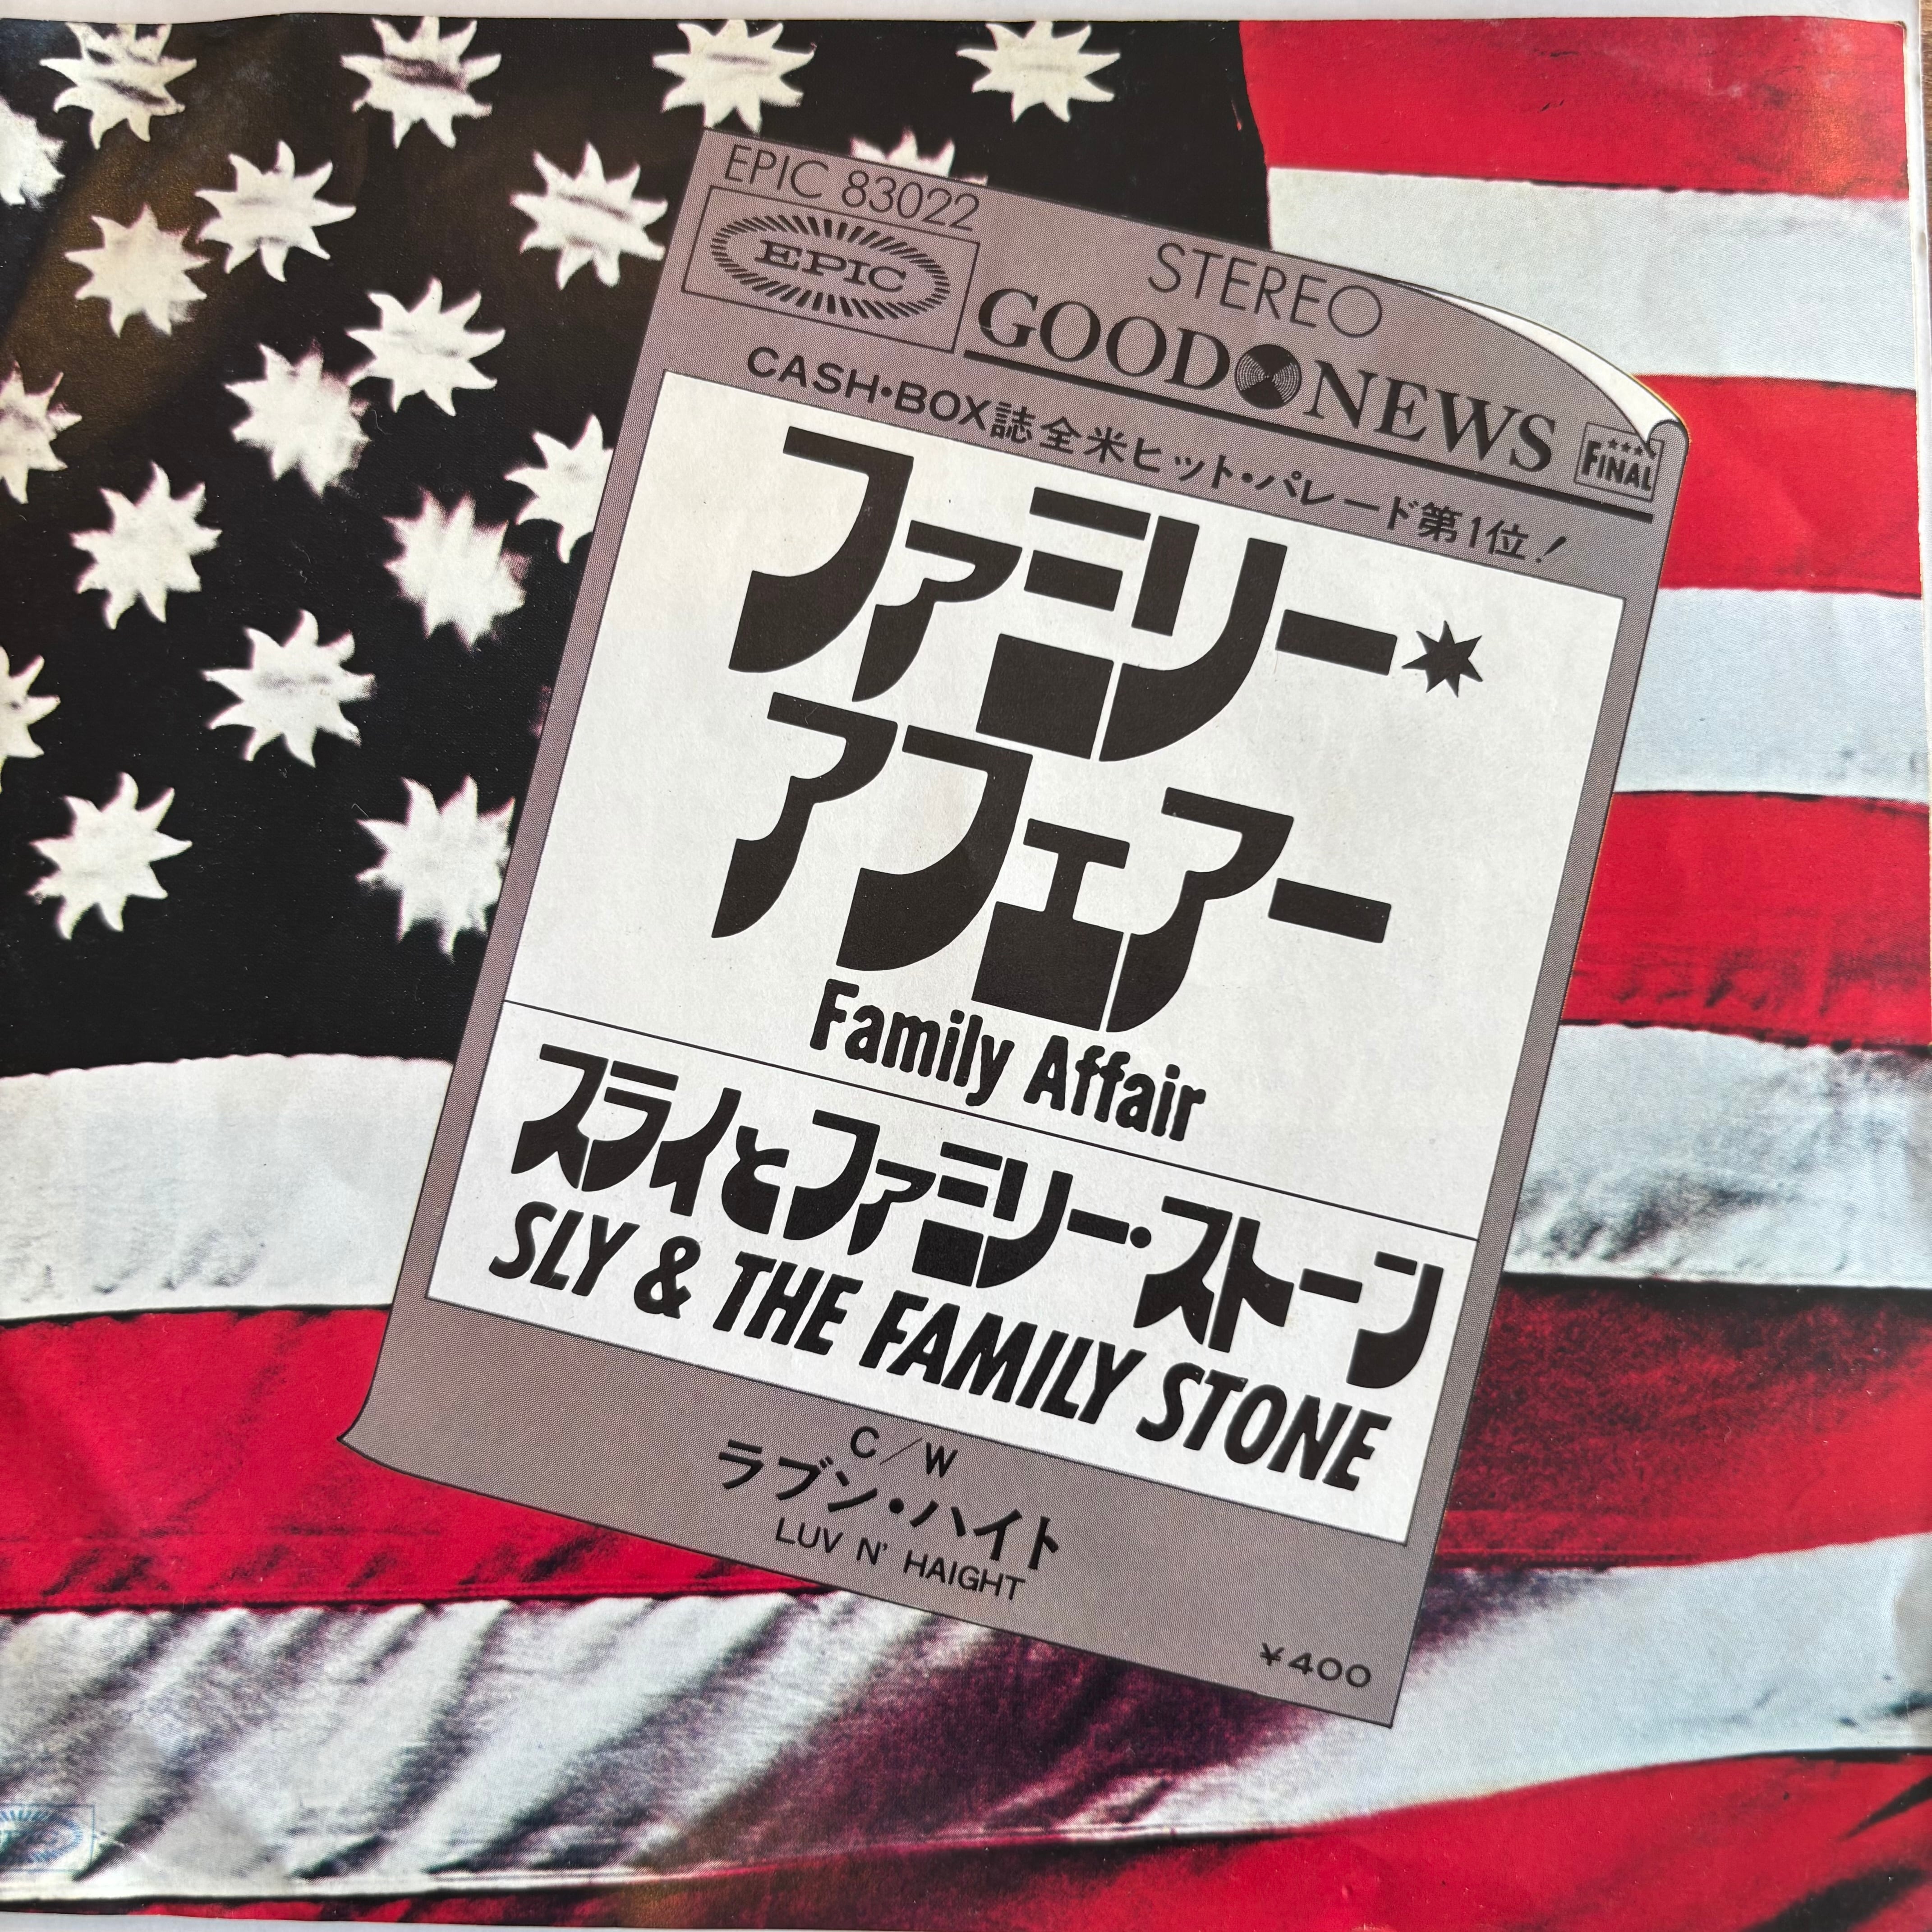 EPIC 83022
EPIC
STEREO
GOOD NEWS
FINAL
CASH・BOX誌全米ヒット・パレード第1位!
ファミリー・
アフェアー
Family Affair
スライとファミリー・ストーン
SLY & THE FAMILY STONE
C/W
ラブン・ハイト
LUV N' HAIGHT
¥400